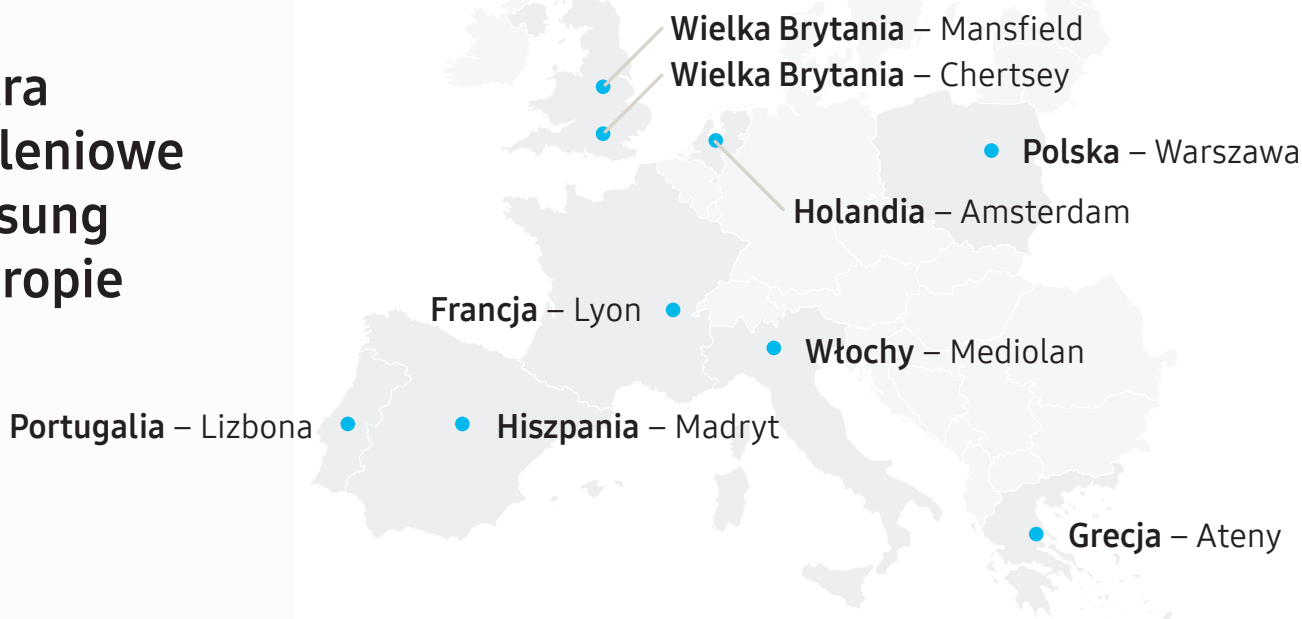 ra
leniowe
sung
ropie
Wielka Brytania – Mansfield
Wielka Brytania – Chertsey
Polska – Warszawa
Holandia – Amsterdam
Francja – Lyon
Włochy – Mediolan
Portugalia – Lizbona
Hiszpania – Madryt
Grecja – Ateny